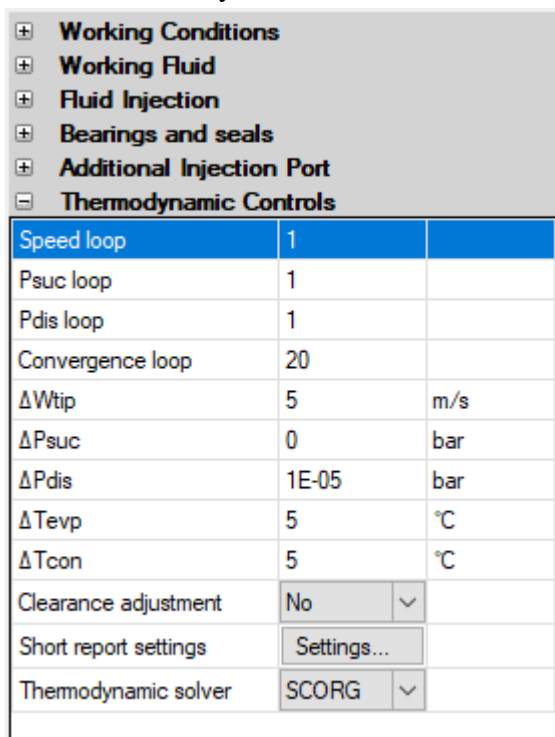 Working Conditions
Working Fluid
Fluid Injection
Bearings and seals
Additional Injection Port
Thermodynamic Controls
Speed loop 1
Psuc loop 1
Pdis loop 1
Convergence loop 20
ΔWtip 5 m/s
ΔPsuc 0 bar
ΔPdis 1E-05 bar
ΔTevp 5 °C
ΔTcon 5 °C
Clearance adjustment No
Short report settings Settings...
Thermodynamic solver SCORG